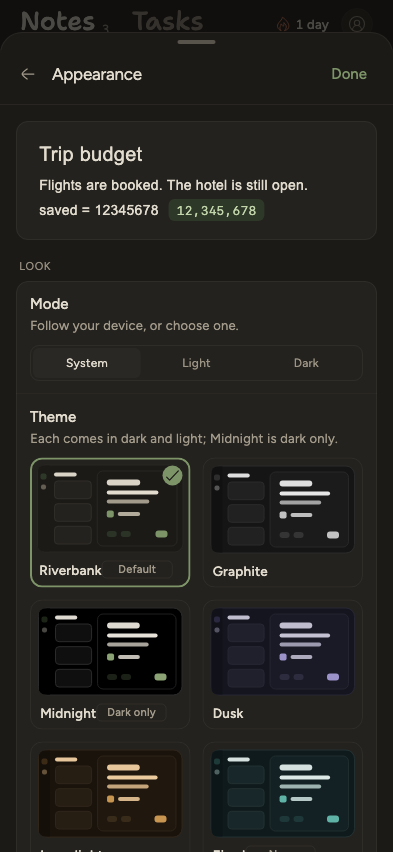 Notes 3 Tasks 1 day
Appearance Done
Trip budget
Flights are booked. The hotel is still open.
saved = 12345678 12,345,678
LOOK
Mode
Follow your device, or choose one.
System Light Dark
Theme
Each comes in dark and light; Midnight is dark only.
Riverbank Default
Graphite
Midnight Dark only
Dusk